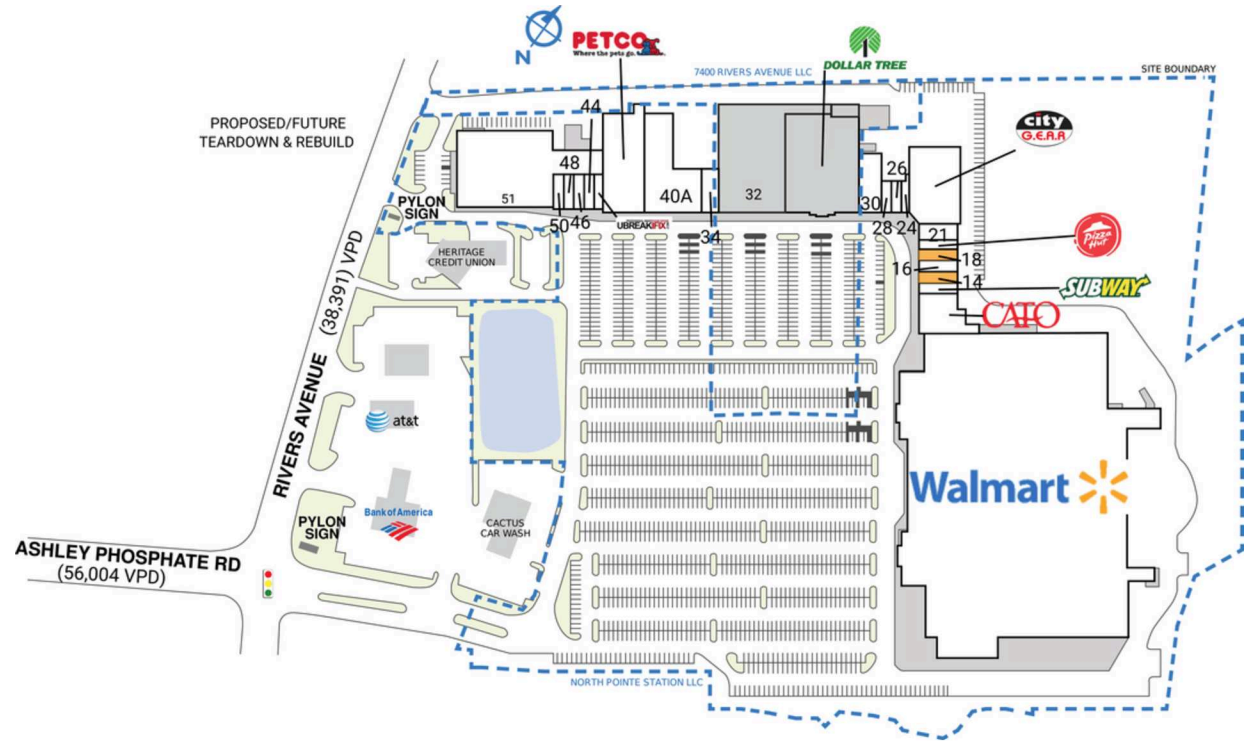 N
PETCO
Where the pets go.
DOLLAR TREE
7400 RIVERS AVENUE LLC
SITE BOUNDARY
PROPOSED/FUTURE
TEARDOWN & REBUILD
44
city
G.E.A.R
48
40A
32
26
51
50
46
UBREAKIFIX
34
30
28
24
PYLON
SIGN
21
Pizza
Hut
18
16
14
SUBWAY
CATO
HERITAGE
CREDIT UNION
RIVERS AVENUE (38,391) VPD
at&t
Walmart
Bank of America
CACTUS
CAR WASH
PYLON
SIGN
ASHLEY PHOSPHATE RD
(56,004 VPD)
NORTH POINTE STATION LLC